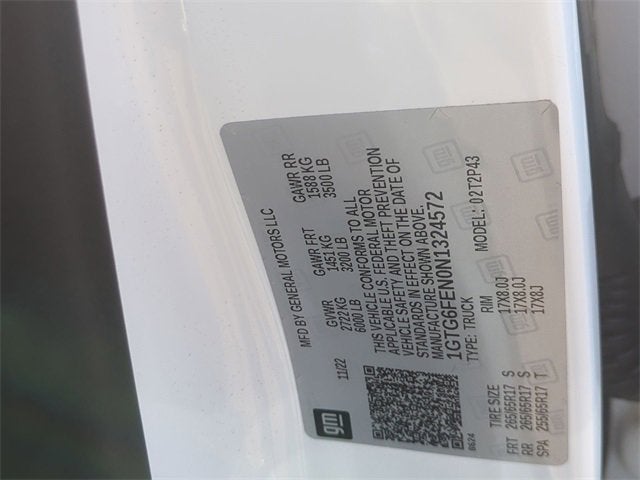 gm
MFD BY GENERAL MOTORS LLC
11/22 GVWR GAWR FRT GAWR RR
2722 KG 1451 KG 1588 KG
6000 LB 3200 LB 3500 LB
THIS VEHICLE CONFORMS TO ALL
APPLICABLE U.S. FEDERAL MOTOR
VEHICLE SAFETY AND THEFT PREVENTION
STANDARDS IN EFFECT ON THE DATE OF
MANUFACTURE SHOWN ABOVE.
1GTG6FEN0N1324572
0624 TYPE: TRUCK MODEL: 02T2P43
TIRE SIZE RIM
FRT 265/65R17 S 17X8.0J
RR 265/65R17 S 17X8.0J
SPA 255/65R17 T 17X8J